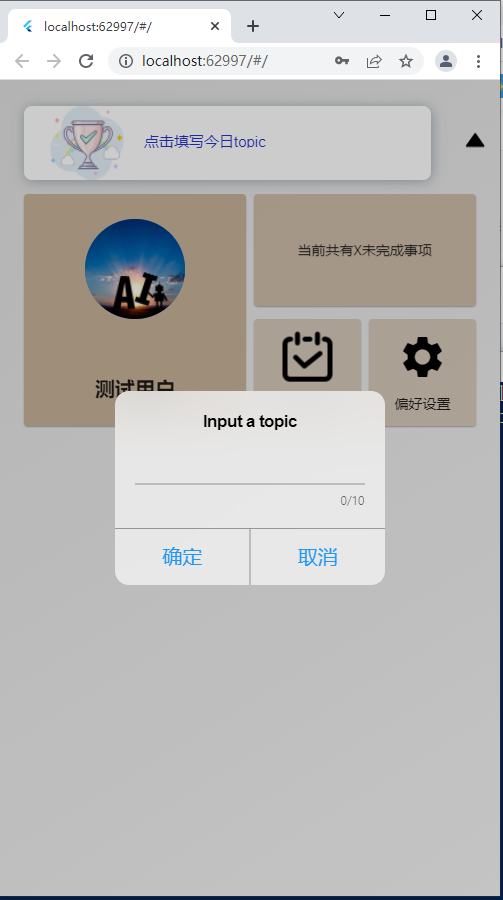 localhost:62997/#/
localhost:62997/#/
点击填写今日topic
AI
当前共有X未完成事项
测试用户
偏好设置
Input a topic
0/10
确定
取消